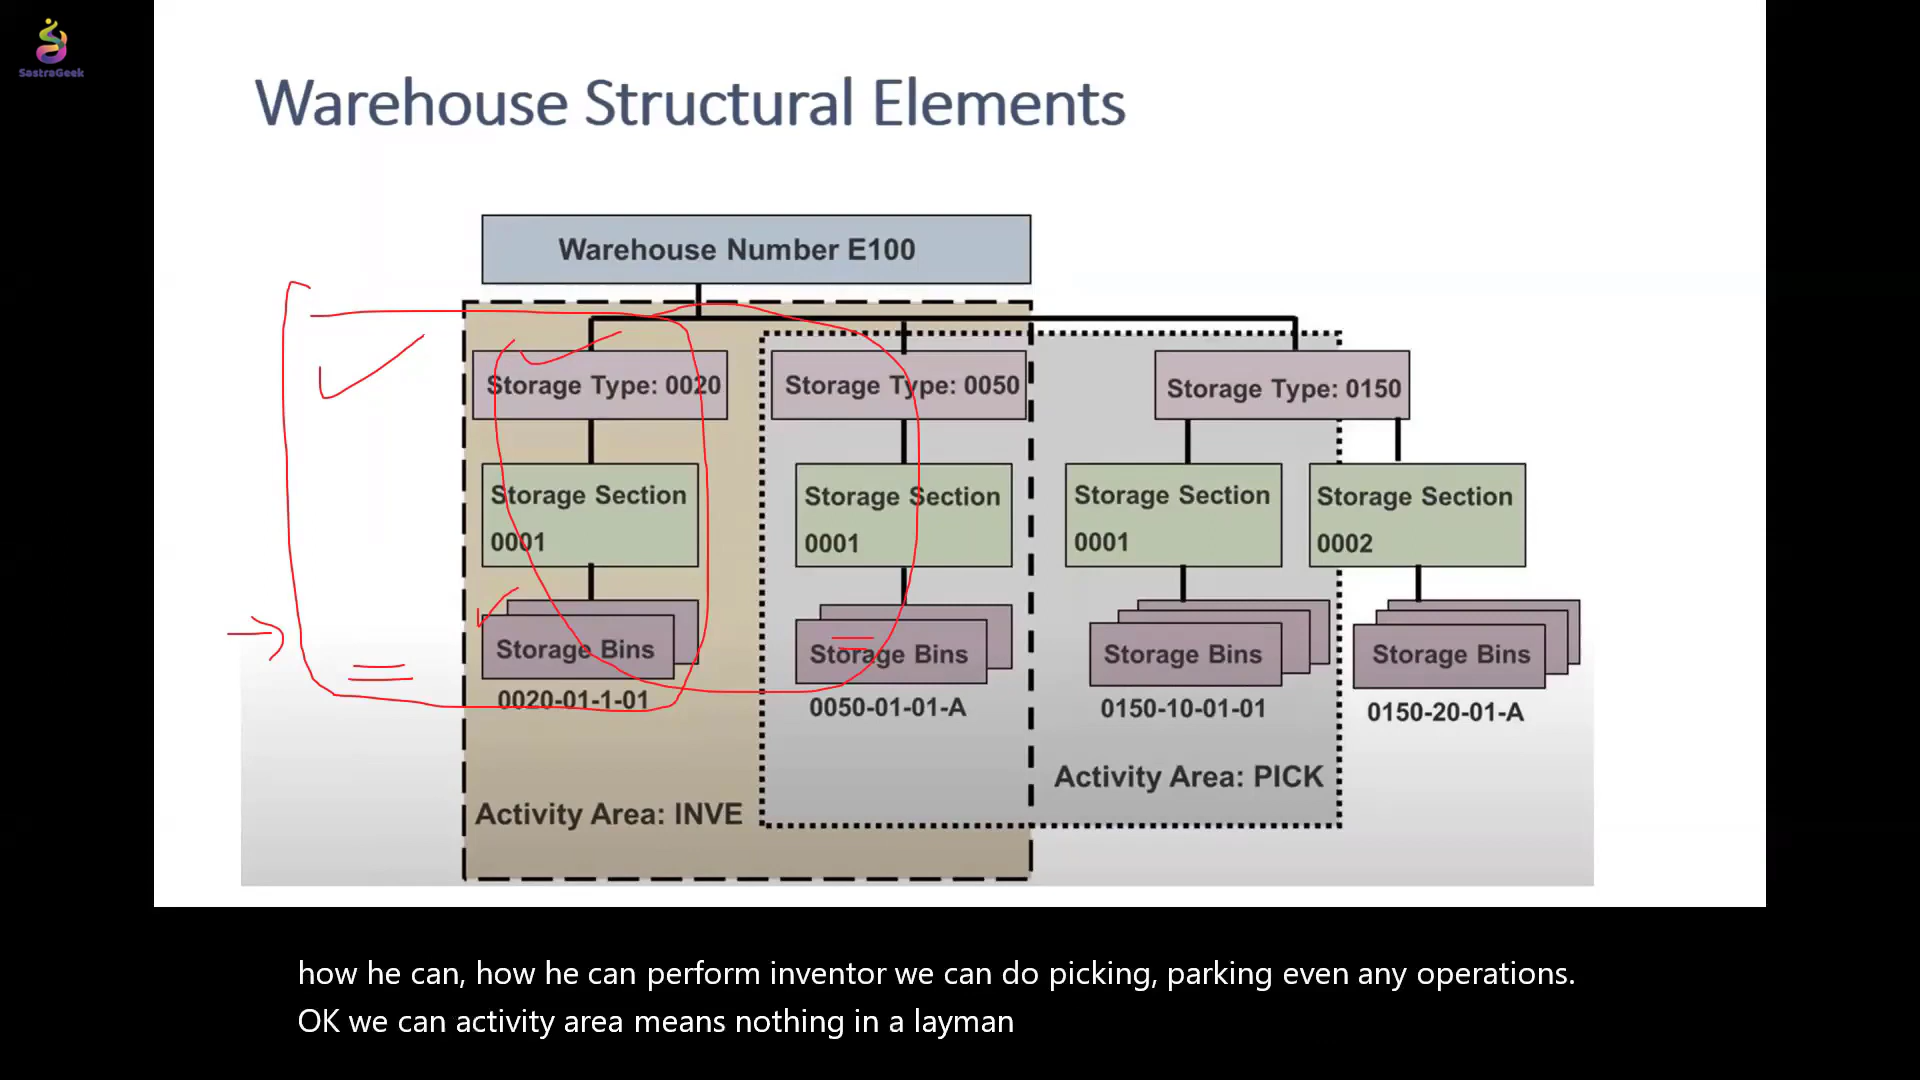 SastraGeek
Warehouse Structural Elements
Warehouse Number E100
Storage Type: 0020
Storage Type: 0050
Storage Type: 0150
Storage Section
0001
Storage Section
0001
Storage Section
0001
Storage Section
0002
Storage Bins
0020-01-1-01
Storage Bins
0050-01-01-A
Storage Bins
0150-10-01-01
Storage Bins
0150-20-01-A
Activity Area: INVE
Activity Area: PICK
how he can, how he can perform inventor we can do picking, parking even any operations.
OK we can activity area means nothing in a layman